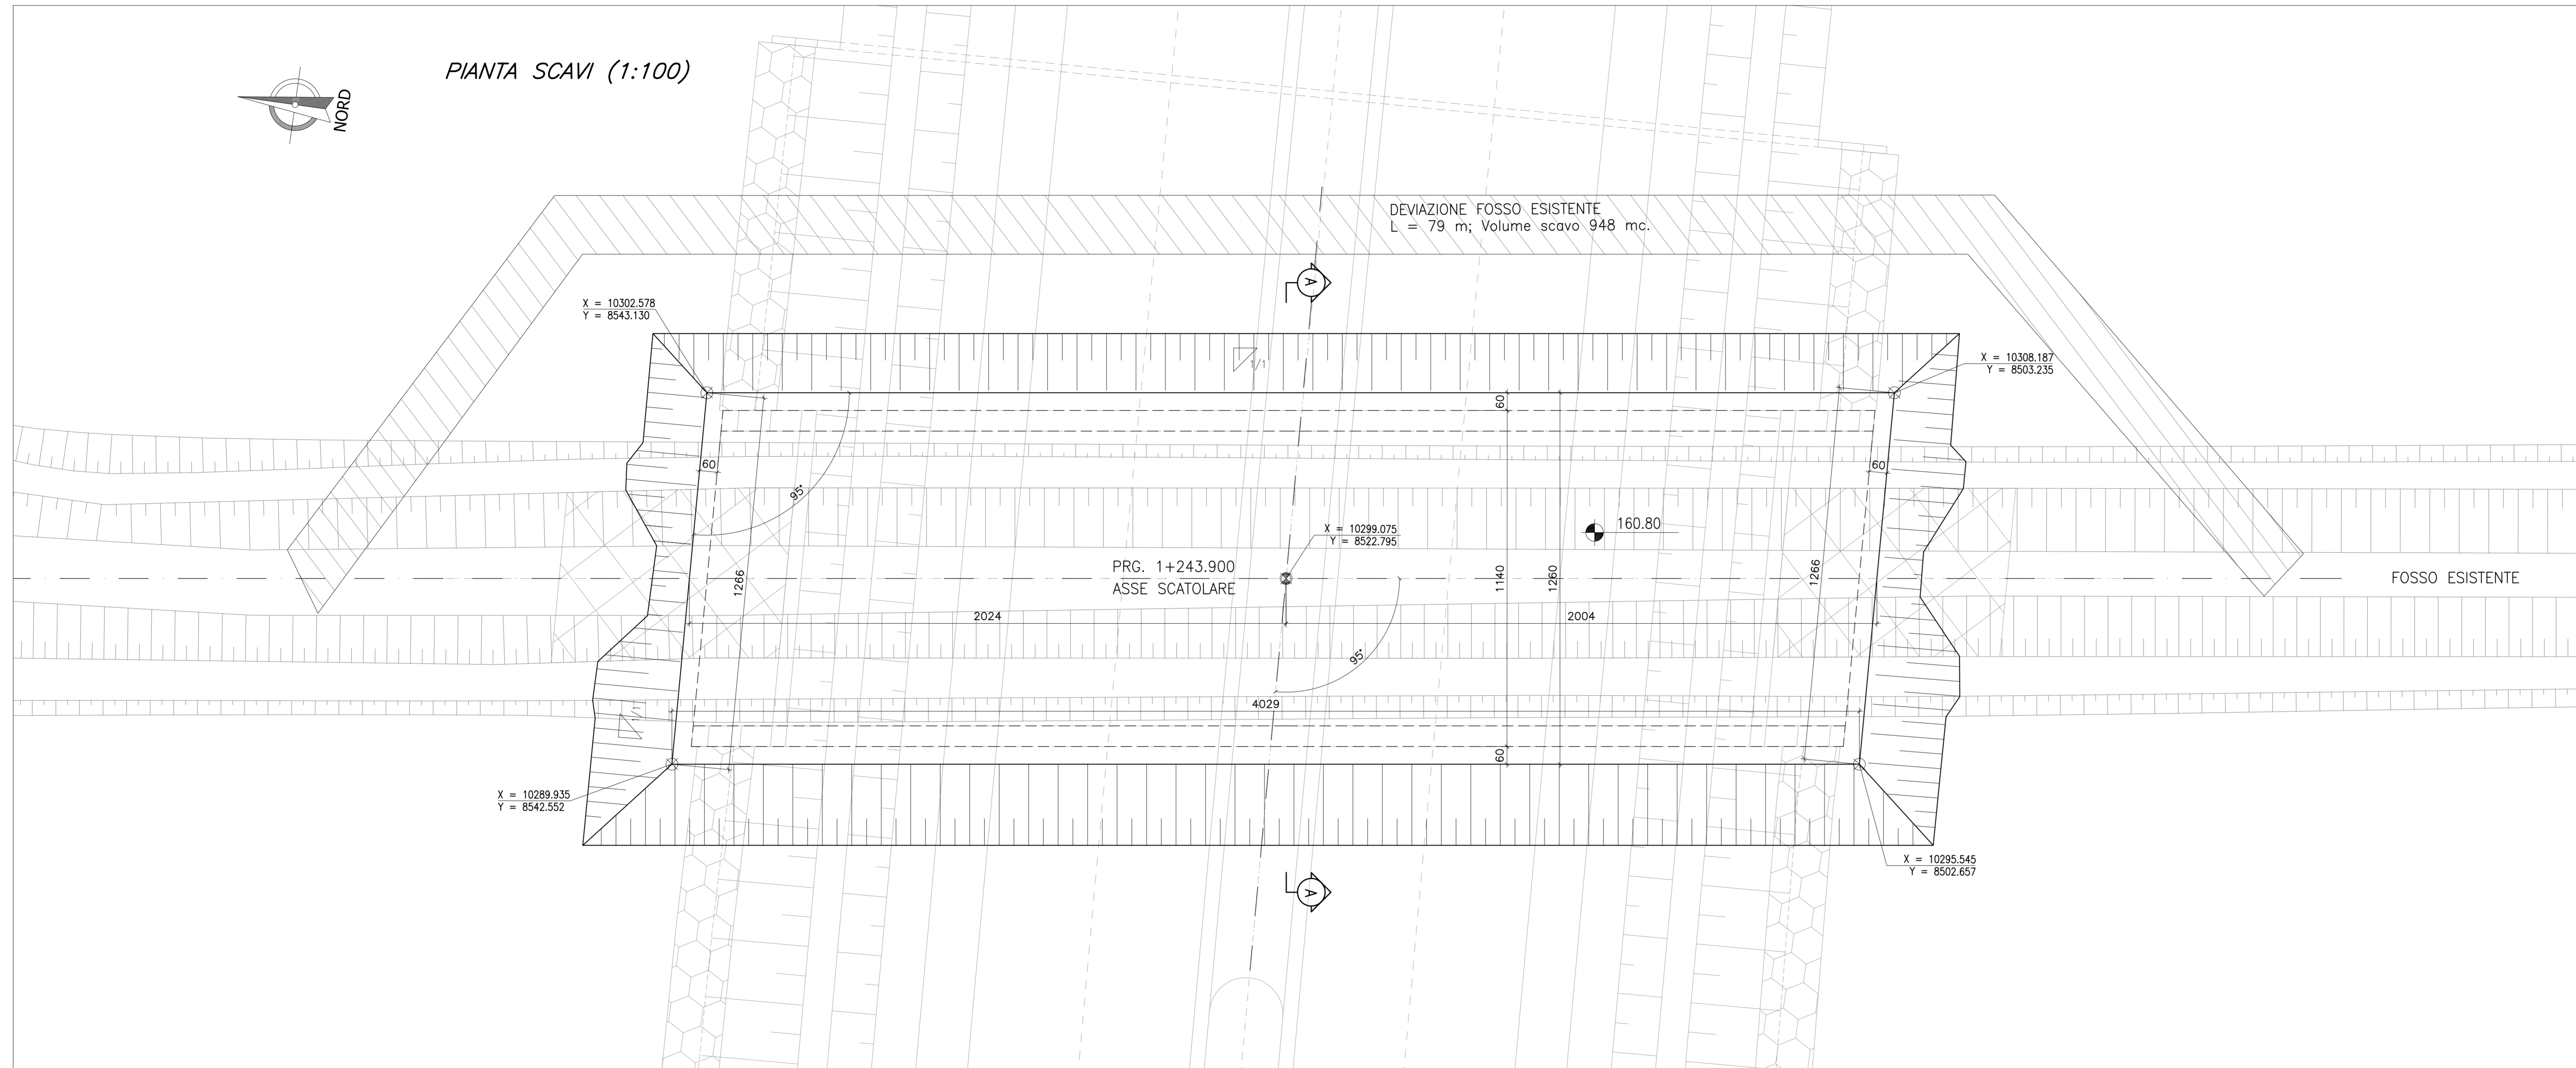 PIANTA SCAVI (1:100)
NORD
DEVIAZIONE FOSSO ESISTENTE
L = 79 m; Volume scavo 948 mc.
A
X = 10302.578
Y = 8543.130
1/1
X = 10308.187
Y = 8503.235
60
60
60
95°
X = 10299.075
Y = 8522.795
160.80
PRG. 1+243.900
ASSE SCATOLARE
1266
1140
1260
1266
FOSSO ESISTENTE
2024
2004
95°
4029
1/1
60
X = 10289.935
Y = 8542.552
X = 10295.545
Y = 8502.657
A